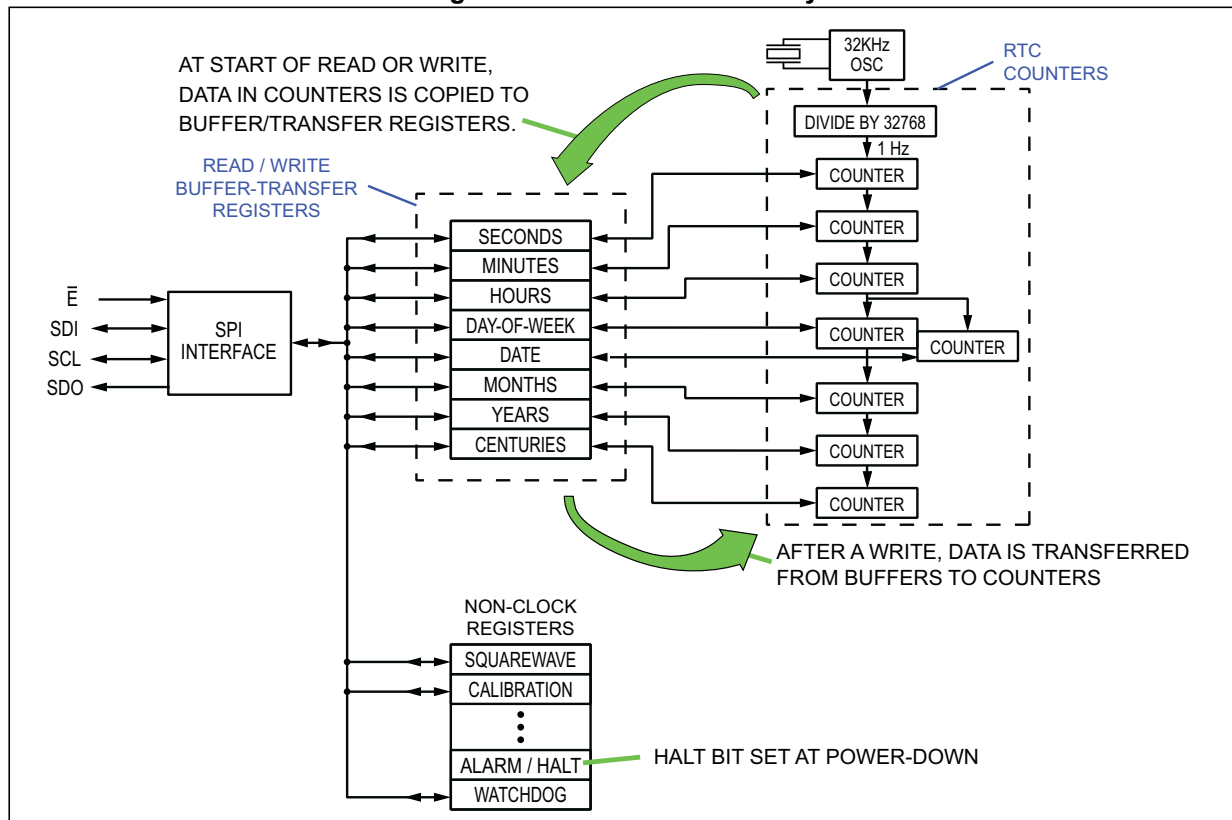 AT START OF READ OR WRITE,
DATA IN COUNTERS IS COPIED TO
BUFFER/TRANSFER REGISTERS.
READ / WRITE
BUFFER-TRANSFER
REGISTERS
32KHz
OSC
RTC
COUNTERS
DIVIDE BY 32768
1 Hz
COUNTER
COUNTER
COUNTER
COUNTER
COUNTER
COUNTER
COUNTER
COUNTER
SECONDS
MINUTES
HOURS
DAY-OF-WEEK
DATE
MONTHS
YEARS
CENTURIES
E
SDI
SCL
SDO
SPI
INTERFACE
AFTER A WRITE, DATA IS TRANSFERRED
FROM BUFFERS TO COUNTERS
NON-CLOCK
REGISTERS
SQUAREWAVE
CALIBRATION
ALARM / HALT
WATCHDOG
HALT BIT SET AT POWER-DOWN